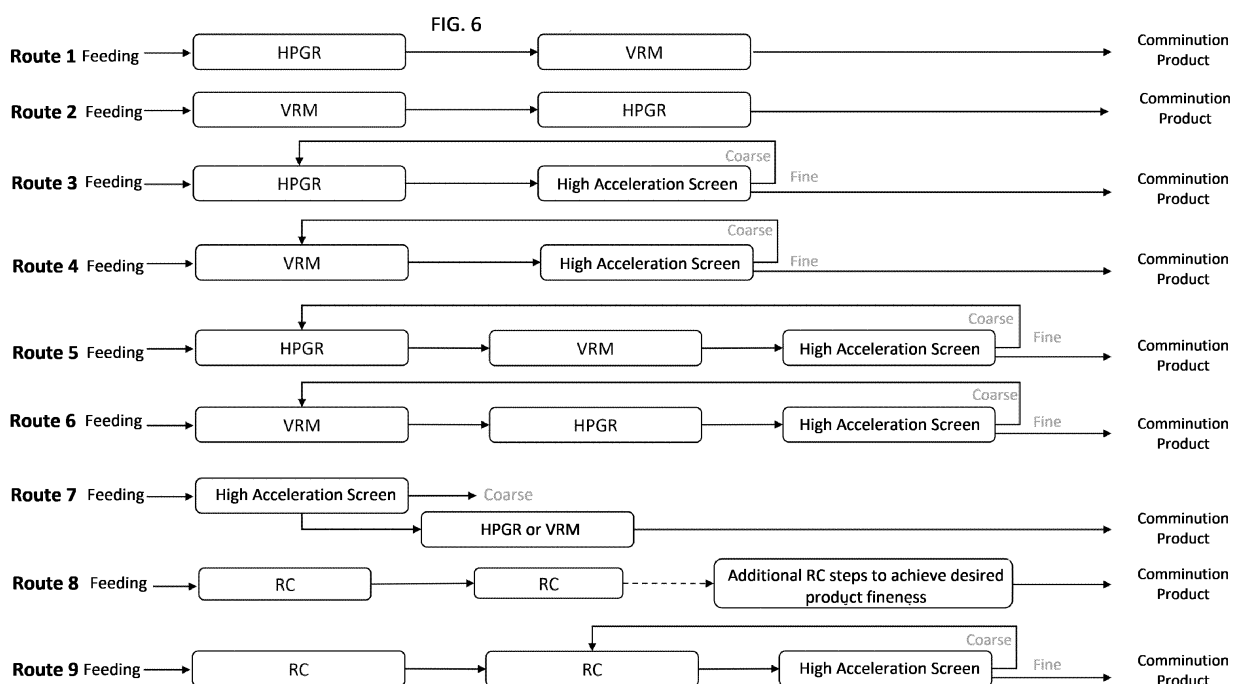 FIG. 6
Route 1 Feeding HPGR VRM Comminution
Product
Route 2 Feeding VRM HPGR Comminution
Product
Coarse
Route 3 Feeding HPGR High Acceleration Screen Fine Comminution
Product
Coarse
Route 4 Feeding VRM High Acceleration Screen Fine Comminution
Product
Coarse
Route 5 Feeding HPGR VRM High Acceleration Screen Fine Comminution
Product
Coarse
Route 6 Feeding VRM HPGR High Acceleration Screen Fine Comminution
Product
Route 7 Feeding High Acceleration Screen Coarse
HPGR or VRM Comminution
Product
Route 8 Feeding RC RC Additional RC steps to achieve desired
product fineness Comminution
Product
Coarse
Route 9 Feeding RC RC High Acceleration Screen Fine Comminution
Product